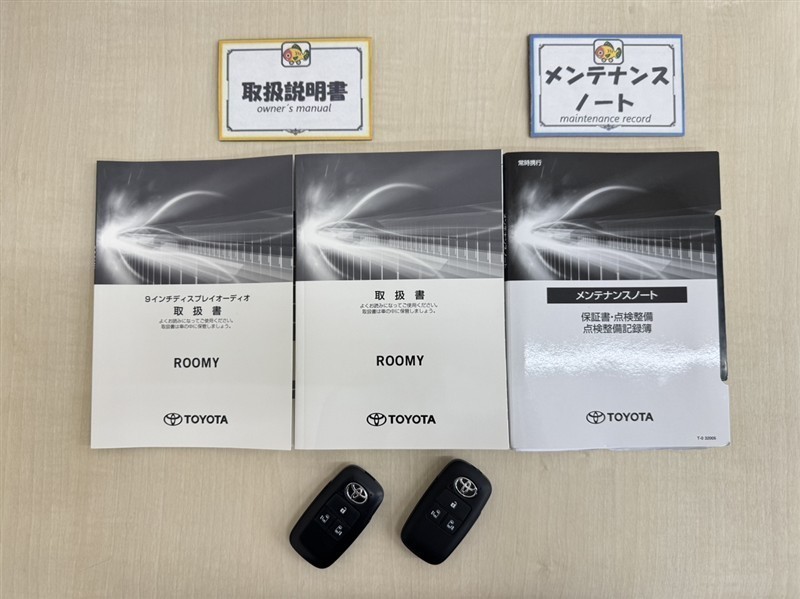 取扱説明書
owner's manual
メンテナンス
ノート
maintenance record
9インチディスプレイオーディオ
取扱書
よくお読みになってご使用ください。
取扱書は車の中に保管しましょう。
ROOMY
TOYOTA
取扱書
よくお読みになってご使用ください。
取扱書は車の中に保管しましょう。
ROOMY
TOYOTA
常時携行
メンテナンスノート
保証書・点検整備
点検整備記録簿
TOYOTA